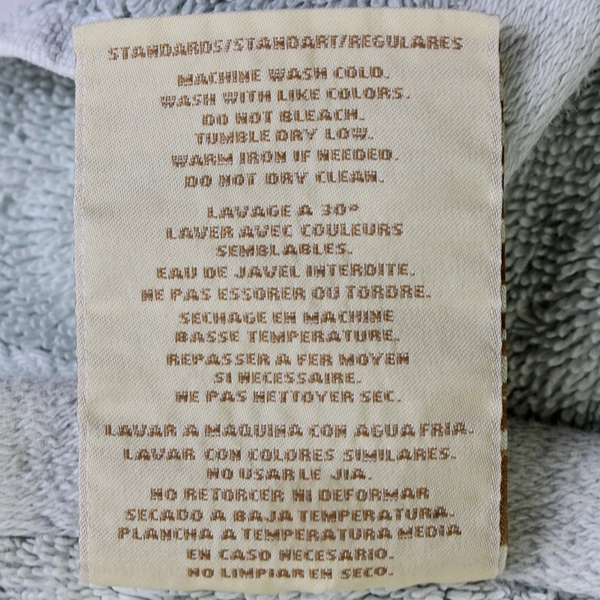 STANDARDS/STANDART/REGULARES
MACHINE WASH COLD.
WASH WITH LIKE COLORS.
DO NOT BLEACH.
TUMBLE DRY LOW.
WARM IRON IF NEEDED.
DO NOT DRY CLEAN.
LAVAGE A 30°
LAVER AVEC COULEURS
SEMBLABLES.
EAU DE JAVEL INTERDITE.
NE PAS ESSORER OU TORDRE.
SECHAGE EN MACHINE
BASSE TEMPERATURE.
REPASSER A FER MOYEN
SI NECESSAIRE.
NE PAS NETTOYER SEC.
LAVAR A MAQUINA CON AGUA FRIA.
LAVAR CON COLORES SIMILARES.
NO USAR LE JIA.
NO RETORCER NI DEFORMAR
SECADO A BAJA TEMPERATURA.
PLANCHA A TEMPERATURA MEDIA
EN CASO NECESARIO.
NO LIMPIAR EN SECO.